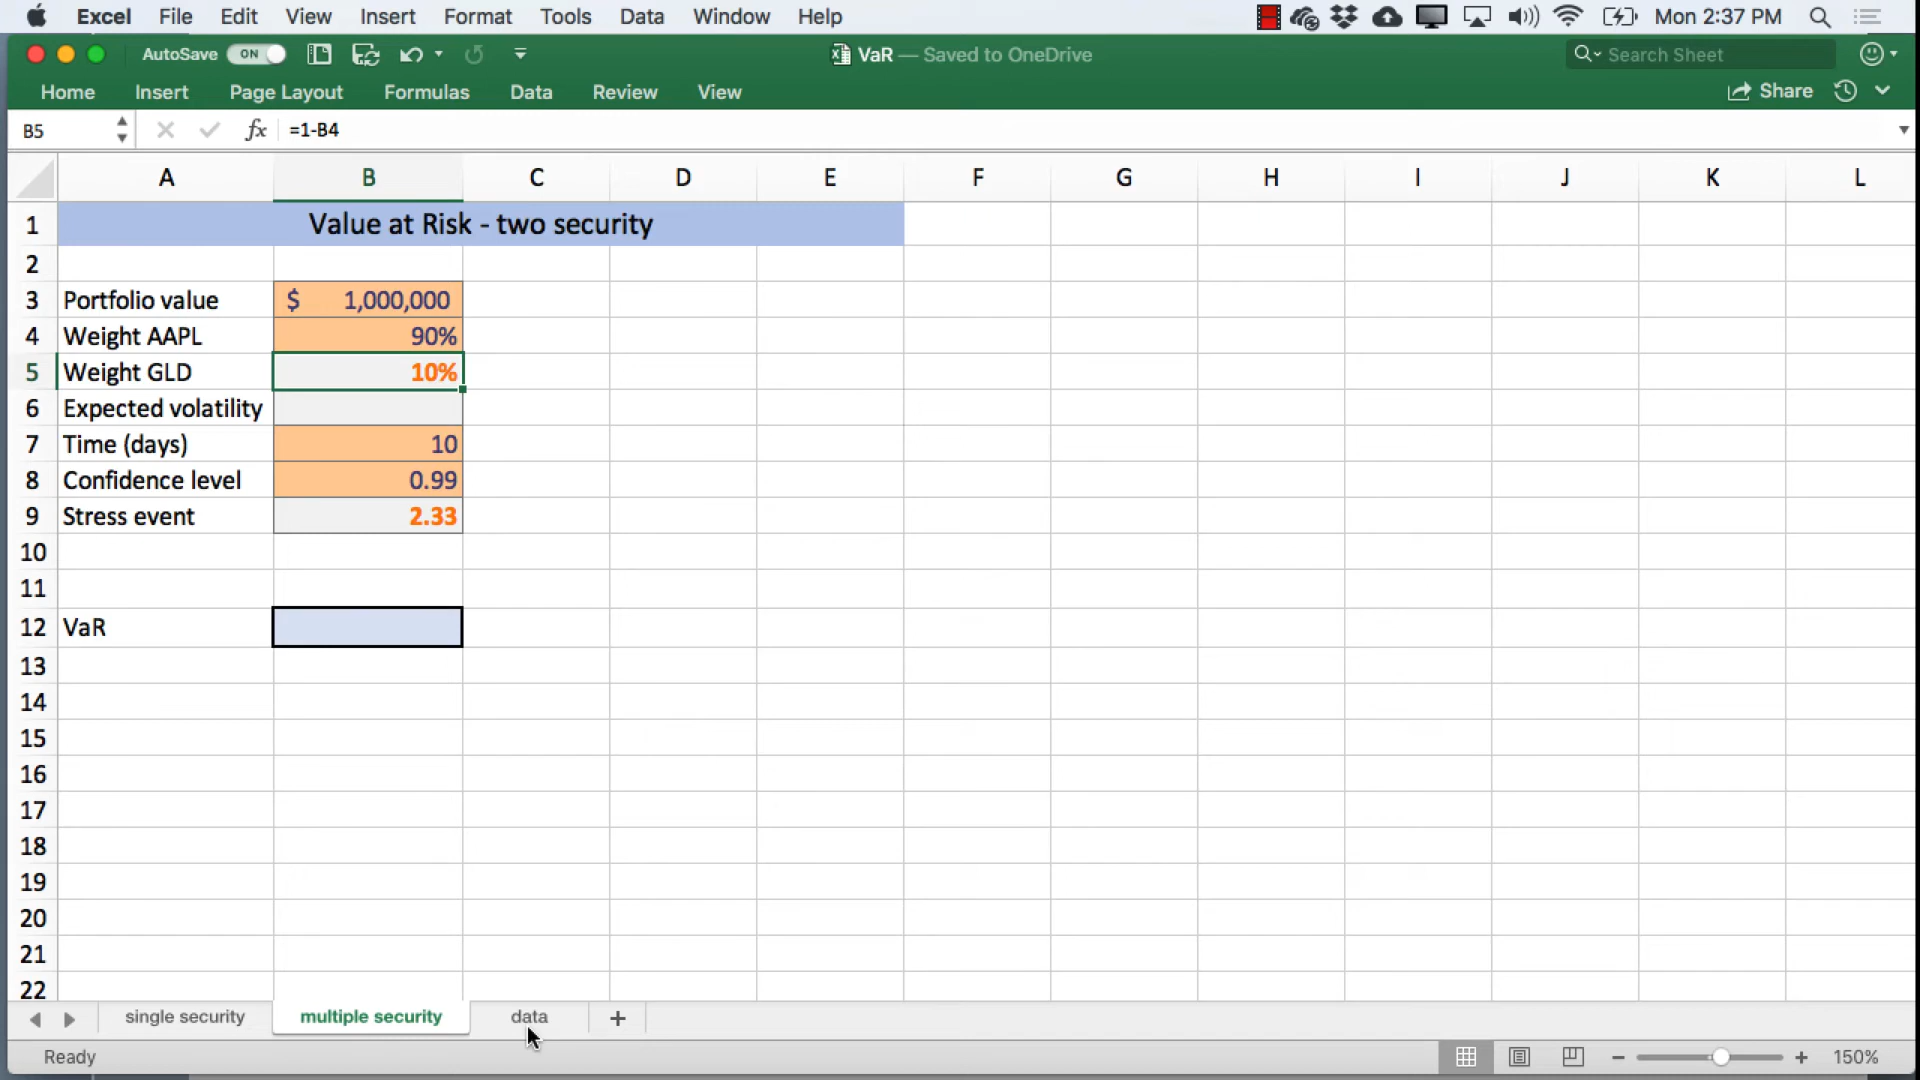 Excel File Edit View Insert Format Tools Data Window Help Mon 2:37 PM
AutoSave ON VaR — Saved to OneDrive Search Sheet
Home Insert Page Layout Formulas Data Review View Share
B5 fx =1-B4
A B C D E F G H I J K L
1 Value at Risk - two security
2
3 Portfolio value $ 1,000,000
4 Weight AAPL 90%
5 Weight GLD 10%
6 Expected volatility
7 Time (days) 10
8 Confidence level 0.99
9 Stress event 2.33
10
11
12 VaR
13
14
15
16
17
18
19
20
21
22
single security multiple security data +
Ready 150%